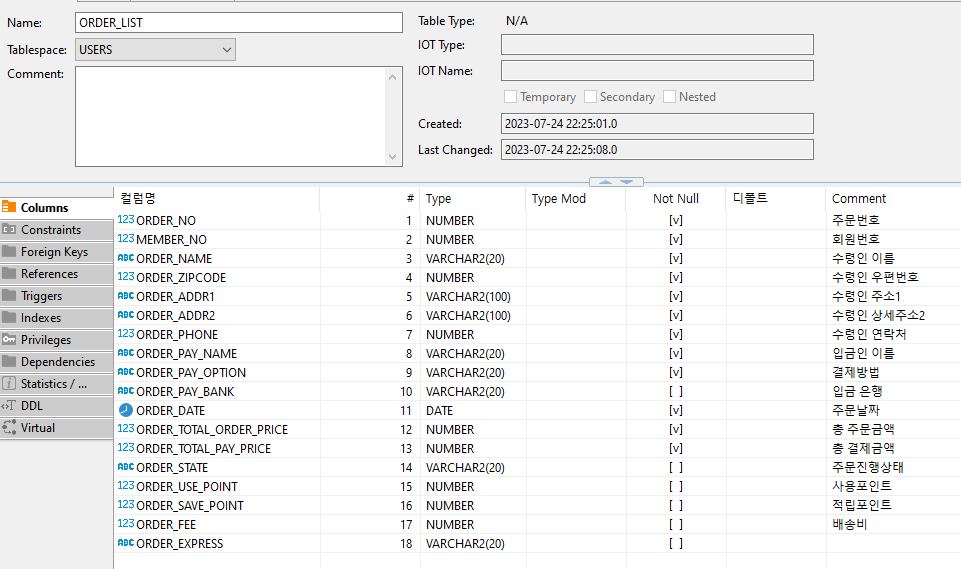 Name: ORDER_LIST
Tablespace: USERS
Comment:
Table Type: N/A
IOT Type:
IOT Name:
Temporary Secondary Nested
Created: 2023-07-24 22:25:01.0
Last Changed: 2023-07-24 22:25:08.0
Columns
Constraints
Foreign Keys
References
Triggers
Indexes
Privileges
Dependencies
Statistics / ...
DDL
Virtual
컬럼명 # Type Type Mod Not Null 디폴트 Comment
123 ORDER_NO 1 NUMBER [v] 주문번호
123 MEMBER_NO 2 NUMBER [v] 회원번호
ABC ORDER_NAME 3 VARCHAR2(20) [v] 수령인 이름
123 ORDER_ZIPCODE 4 NUMBER [v] 수령인 우편번호
ABC ORDER_ADDR1 5 VARCHAR2(100) [v] 수령인 주소1
ABC ORDER_ADDR2 6 VARCHAR2(100) [v] 수령인 상세주소2
123 ORDER_PHONE 7 NUMBER [v] 수령인 연락처
ABC ORDER_PAY_NAME 8 VARCHAR2(20) [v] 입금인 이름
ABC ORDER_PAY_OPTION 9 VARCHAR2(20) [v] 결제방법
ABC ORDER_PAY_BANK 10 VARCHAR2(20) [ ] 입금 은행
ORDER_DATE 11 DATE [v] 주문날짜
123 ORDER_TOTAL_ORDER_PRICE 12 NUMBER [v] 총 주문금액
123 ORDER_TOTAL_PAY_PRICE 13 NUMBER [v] 총 결제금액
ABC ORDER_STATE 14 VARCHAR2(20) [ ] 주문진행상태
123 ORDER_USE_POINT 15 NUMBER [ ] 사용포인트
123 ORDER_SAVE_POINT 16 NUMBER [ ] 적립포인트
123 ORDER_FEE 17 NUMBER [ ] 배송비
ABC ORDER_EXPRESS 18 VARCHAR2(20) [ ]